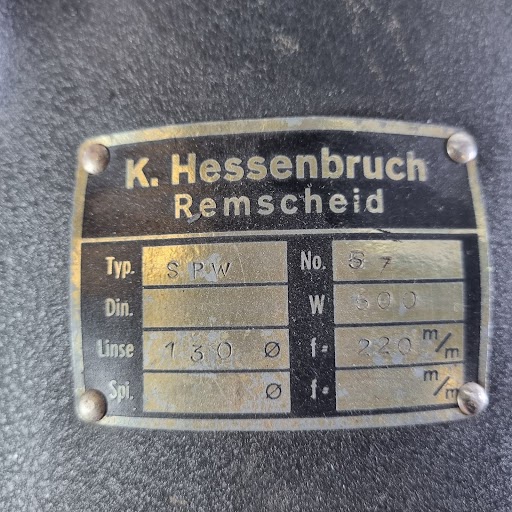 K. Hessenbruch
Remscheid
Typ. SPW No. 57
Din. W 500
Linse 130 Ø f= 220 m/m
Spi. Ø f= m/m